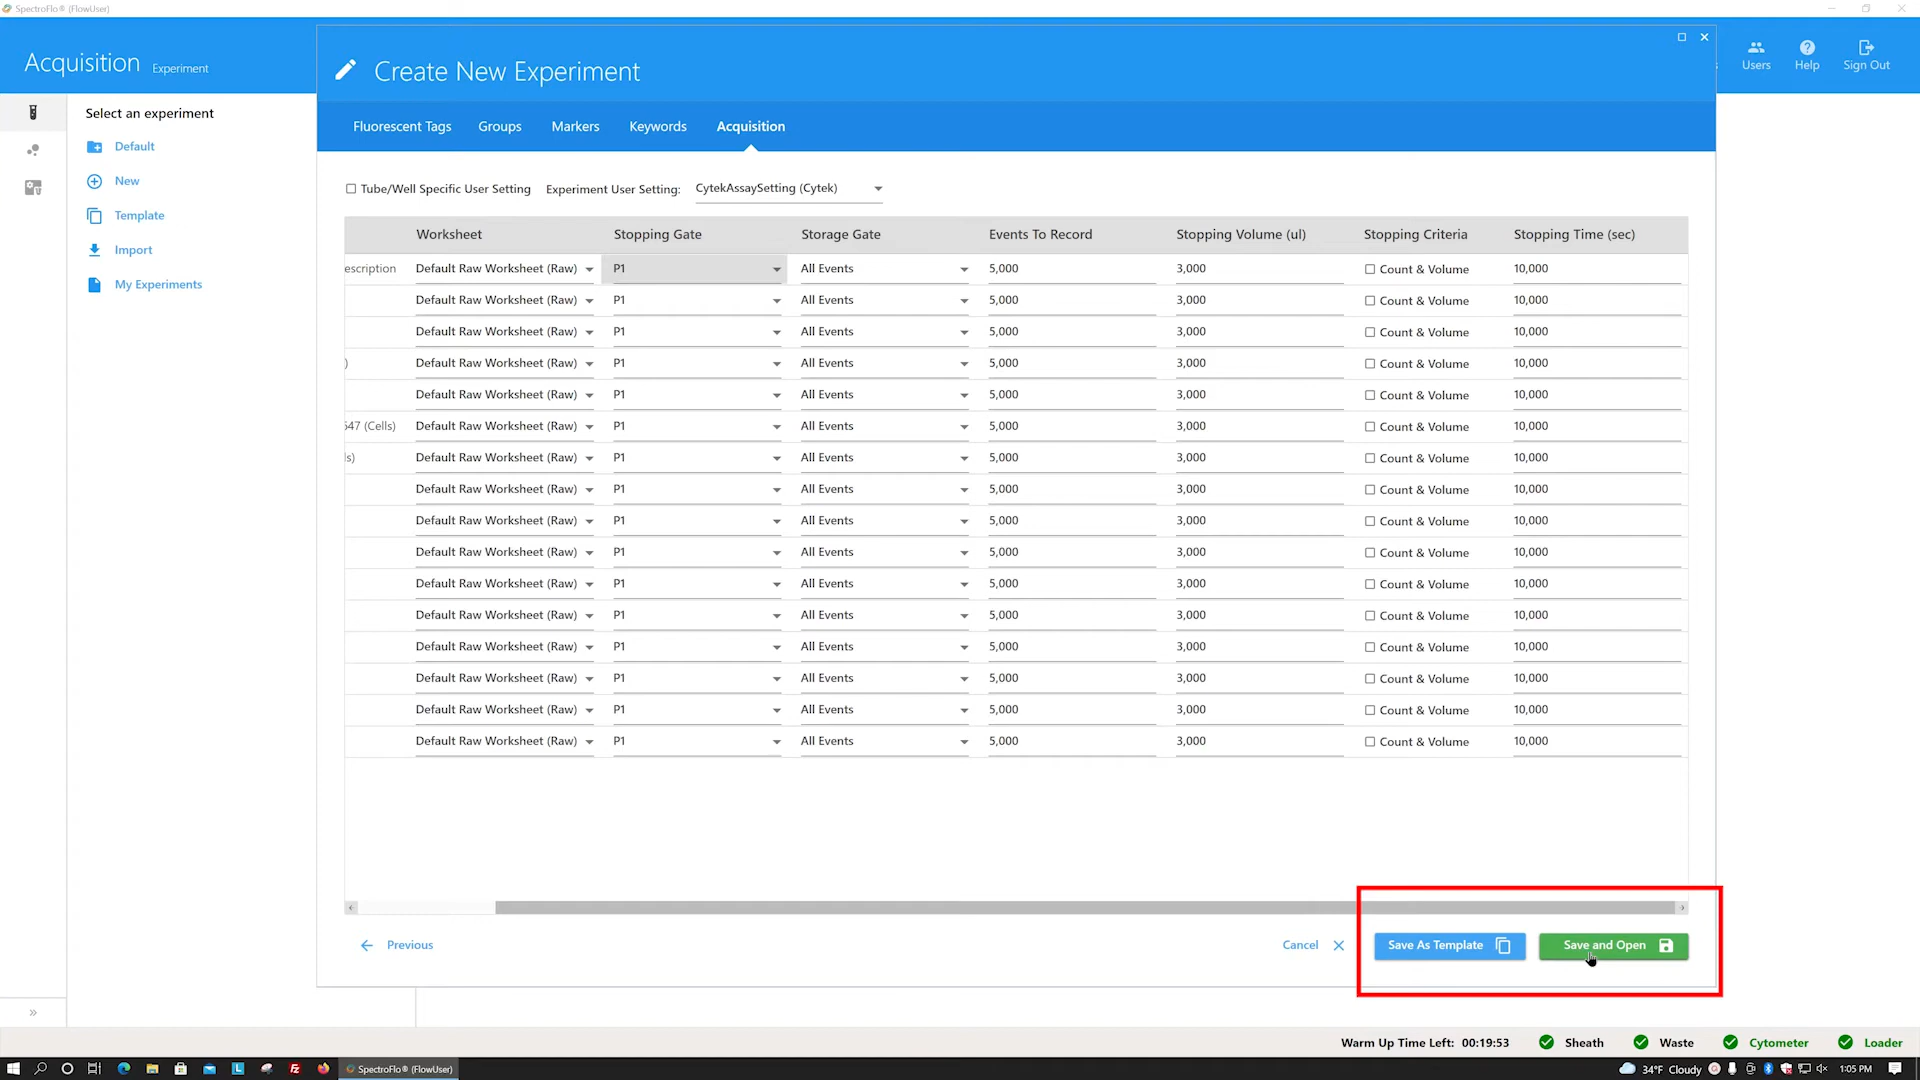 SpectroFlo® (FlowUser)
Acquisition Experiment
Create New Experiment
Users Help Sign Out
Fluorescent Tags Groups Markers Keywords Acquisition
Select an experiment
Default
New
Template
Import
My Experiments
Tube/Well Specific User Setting Experiment User Setting: CytekAssaySetting (Cytek)
Worksheet Stopping Gate Storage Gate Events To Record Stopping Volume (ul) Stopping Criteria Stopping Time (sec)
escription Default Raw Worksheet (Raw) P1 All Events 5,000 3,000 Count & Volume 10,000
Default Raw Worksheet (Raw) P1 All Events 5,000 3,000 Count & Volume 10,000
Default Raw Worksheet (Raw) P1 All Events 5,000 3,000 Count & Volume 10,000
) Default Raw Worksheet (Raw) P1 All Events 5,000 3,000 Count & Volume 10,000
Default Raw Worksheet (Raw) P1 All Events 5,000 3,000 Count & Volume 10,000
647 (Cells) Default Raw Worksheet (Raw) P1 All Events 5,000 3,000 Count & Volume 10,000
ls) Default Raw Worksheet (Raw) P1 All Events 5,000 3,000 Count & Volume 10,000
Default Raw Worksheet (Raw) P1 All Events 5,000 3,000 Count & Volume 10,000
Default Raw Worksheet (Raw) P1 All Events 5,000 3,000 Count & Volume 10,000
Default Raw Worksheet (Raw) P1 All Events 5,000 3,000 Count & Volume 10,000
Default Raw Worksheet (Raw) P1 All Events 5,000 3,000 Count & Volume 10,000
Default Raw Worksheet (Raw) P1 All Events 5,000 3,000 Count & Volume 10,000
Default Raw Worksheet (Raw) P1 All Events 5,000 3,000 Count & Volume 10,000
Default Raw Worksheet (Raw) P1 All Events 5,000 3,000 Count & Volume 10,000
Default Raw Worksheet (Raw) P1 All Events 5,000 3,000 Count & Volume 10,000
Default Raw Worksheet (Raw) P1 All Events 5,000 3,000 Count & Volume 10,000
Previous Cancel Save As Template Save and Open
Warm Up Time Left: 00:19:53 Sheath Waste Cytometer Loader
SpectroFlo® (FlowUser) 34°F Cloudy 1:05 PM